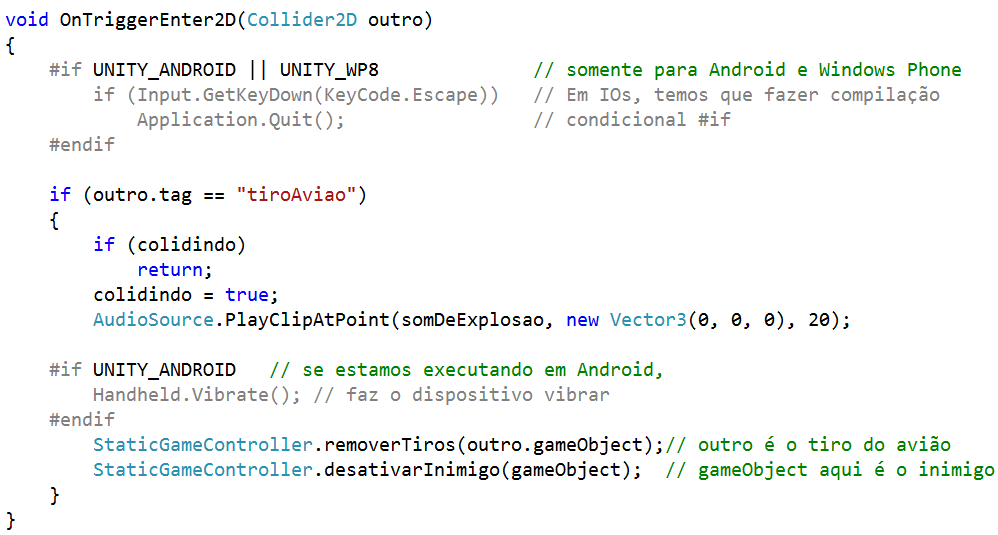 void OnTriggerEnter2D(Collider2D outro)
{
#if UNITY_ANDROID || UNITY_WP8 // somente para Android e Windows Phone
if (Input.GetKeyDown(KeyCode.Escape)) // Em IOs, temos que fazer compilação
Application.Quit(); // condicional #if
#endif
if (outro.tag == "tiroAviao")
{
if (colidindo)
return;
colidindo = true;
AudioSource.PlayClipAtPoint(somDeExplosao, new Vector3(0, 0, 0), 20);
#if UNITY_ANDROID // se estamos executando em Android,
Handheld.Vibrate(); // faz o dispositivo vibrar
#endif
StaticGameController.removerTiros(outro.gameObject);// outro é o tiro do avião
StaticGameController.desativarInimigo(gameObject); // gameObject aqui é o inimigo
}
}